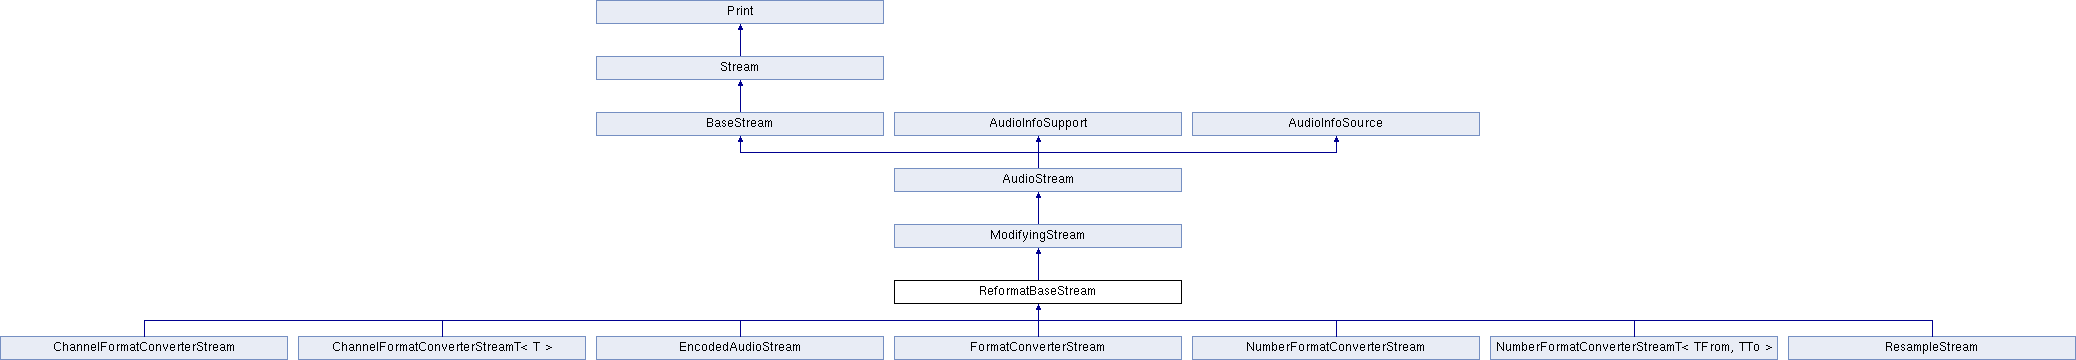 Print
Stream
BaseStream
AudioInfoSupport
AudioInfoSource
AudioStream
ModifyingStream
ReformatBaseStream
ChannelFormatConverterStream
ChannelFormatConverterStreamT< T >
EncodedAudioStream
FormatConverterStream
NumberFormatConverterStream
NumberFormatConverterStreamT< TFrom, TTo >
ResampleStream